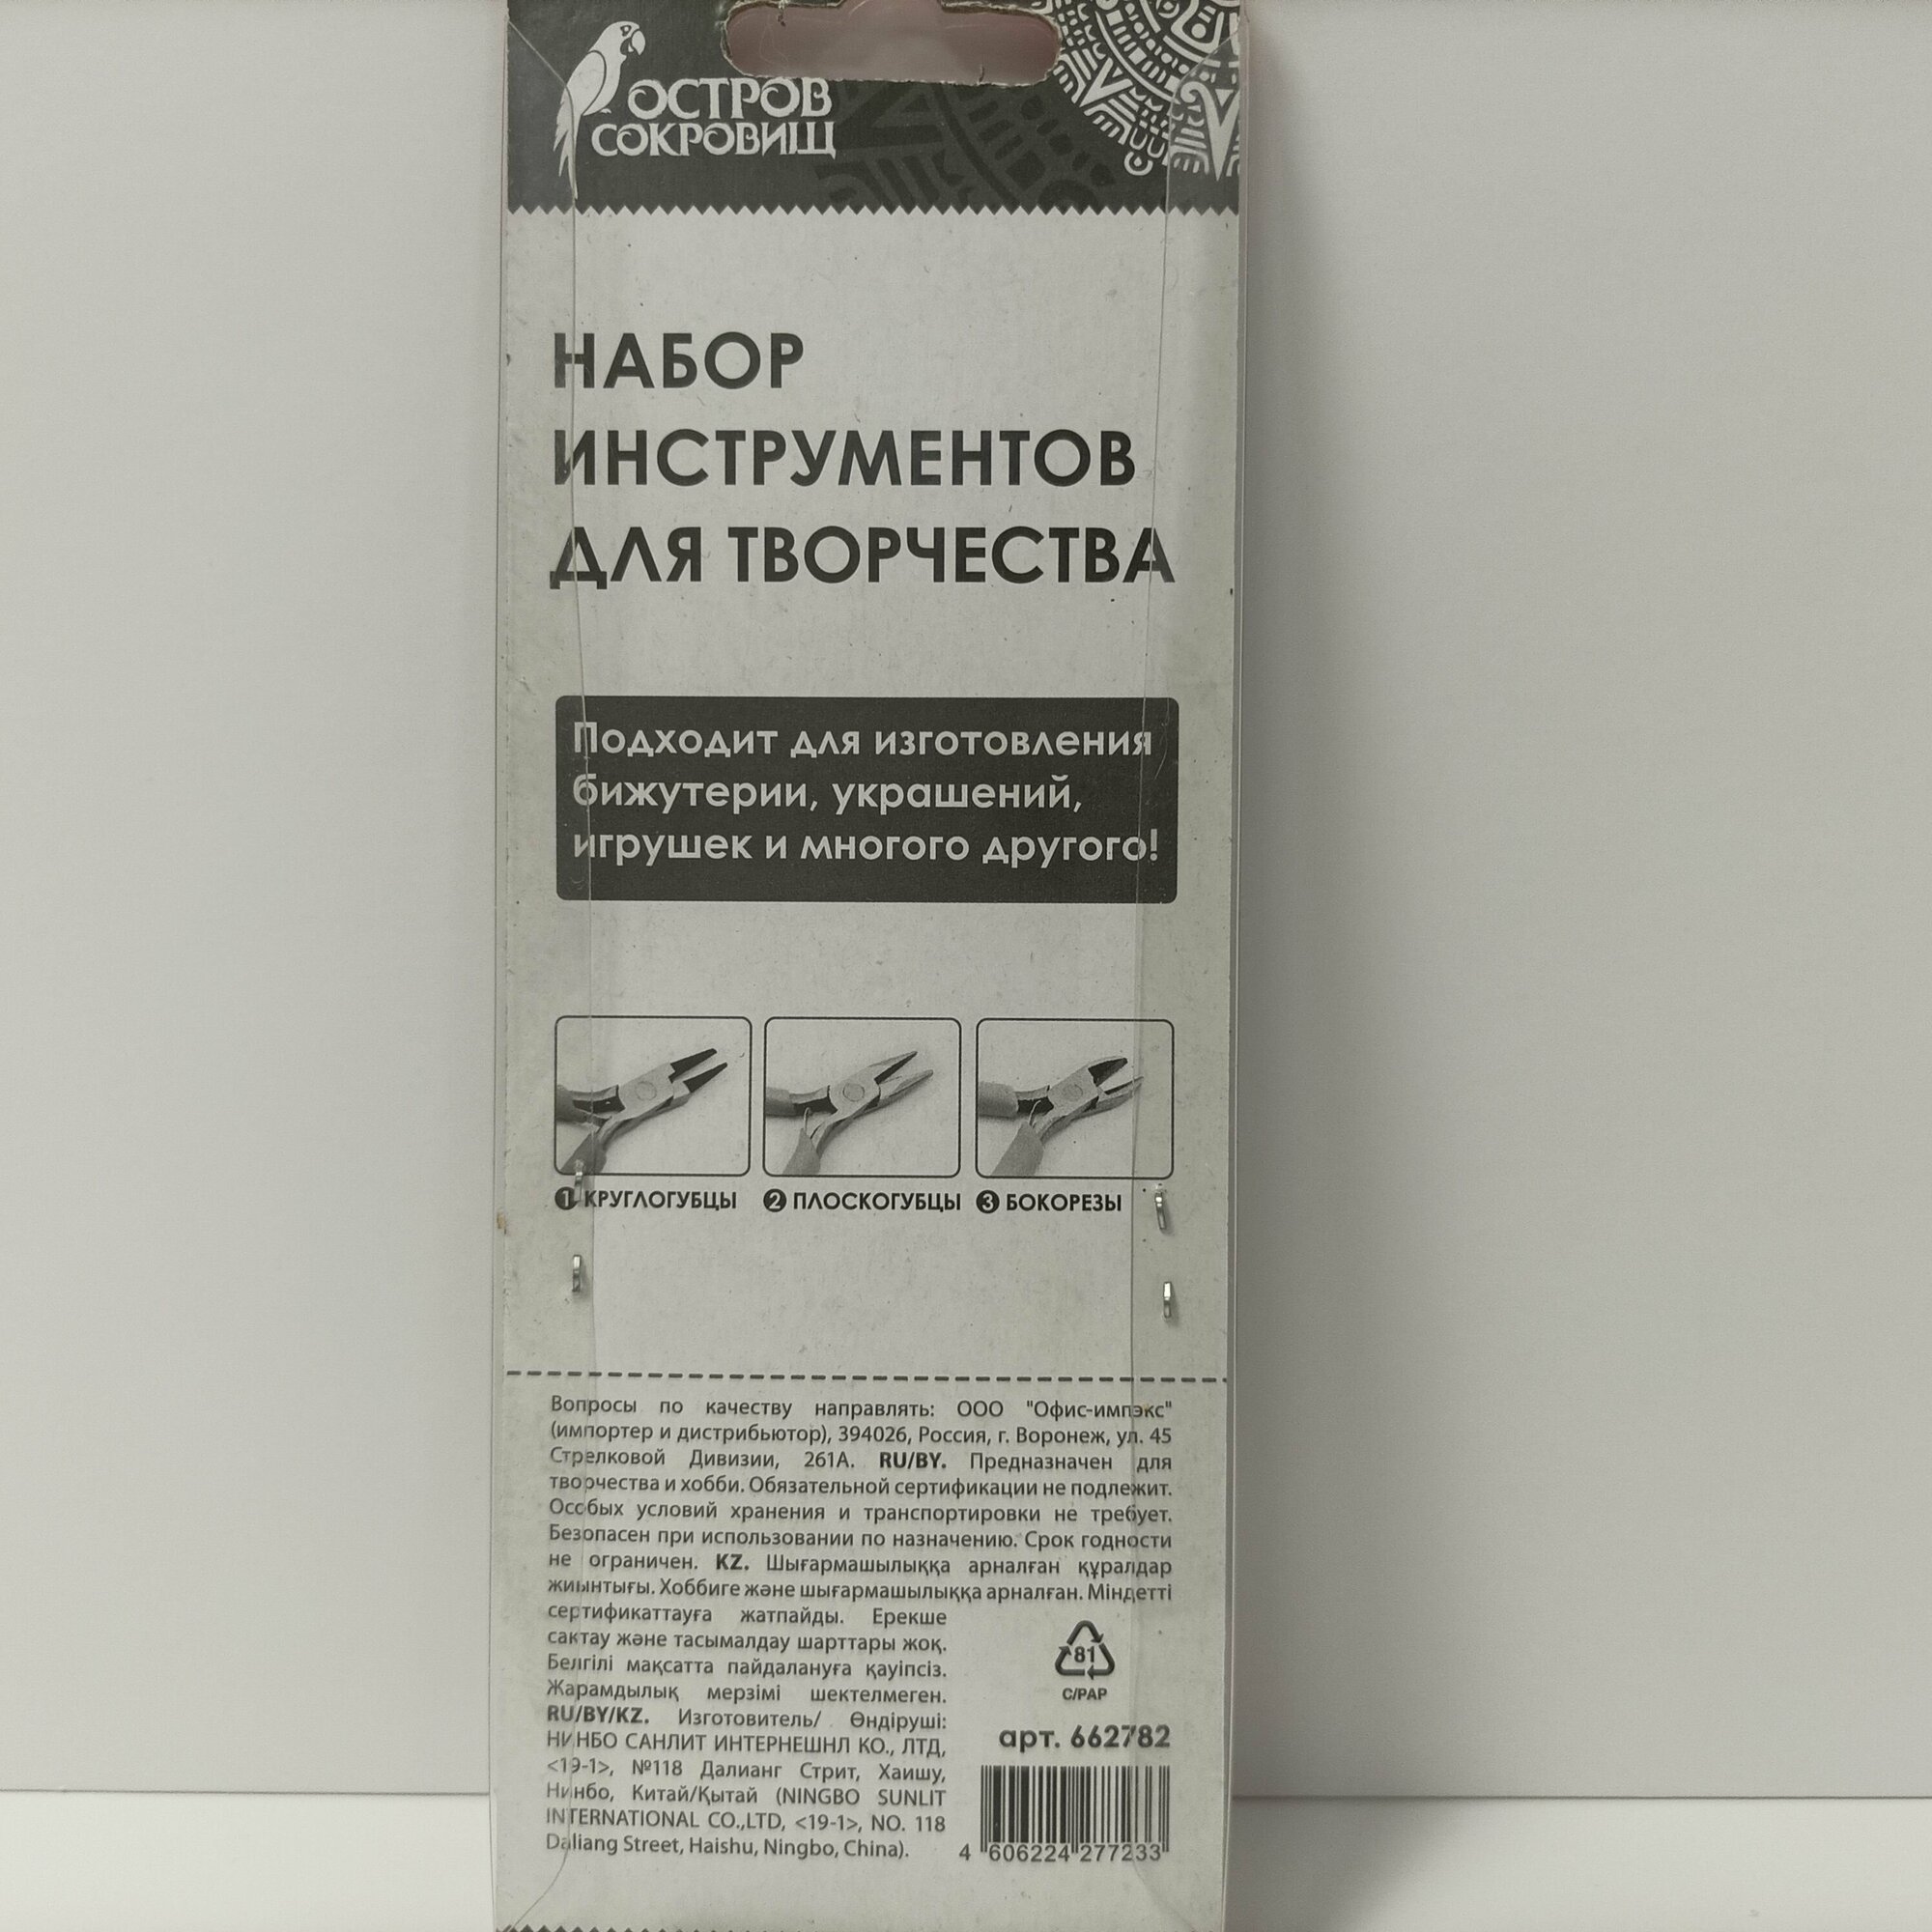 ОСТРОВ
СОКРОВИЩ
НАБОР
ИНСТРУМЕНТОВ
ДЛЯ ТВОРЧЕСТВА
Подходит для изготовления
бижутерии, украшений,
игрушек и многого другого!
1 КРУГЛОГУБЦЫ 2 ПЛОСКОГУБЦЫ 3 БОКОРЕЗЫ
Вопросы по качеству направлять: ООО "Офис-импэкс"
(импортер и дистрибьютор), 394026, Россия, г. Воронеж, ул. 45
Стрелковой Дивизии, 261А. RU/BY. Предназначен для
творчества и хобби. Обязательной сертификации не подлежит.
Особых условий хранения и транспортировки не требует.
Безопасен при использовании по назначению. Срок годности
не ограничен. KZ. Шығармашылыққа арналған құралдар
жиынтығы. Хоббиге және шығармашылыққа арналған. Міндетті
сертификаттауға жатпайды. Ерекше
сақтау және тасымалдау шарттары жоқ.
Белгілі мақсатта пайдалануға қауіпсіз.
Жарамдылық мерзімі шектелмеген.
RU/BY/KZ. Изготовитель/ Өндіруші:
НИНБО САНЛИТ ИНТЕРНЕШНЛ КО., ЛТД,
<19-1>, №118 Далианг Стрит, Хаишу,
Нинбо, Китай/Қытай (NINGBO SUNLIT
INTERNATIONAL CO.,LTD, <19-1>, NO. 118
Daliang Street, Haishu, Ningbo, China).
81
C/PAP
арт. 662782
4 606224 277233